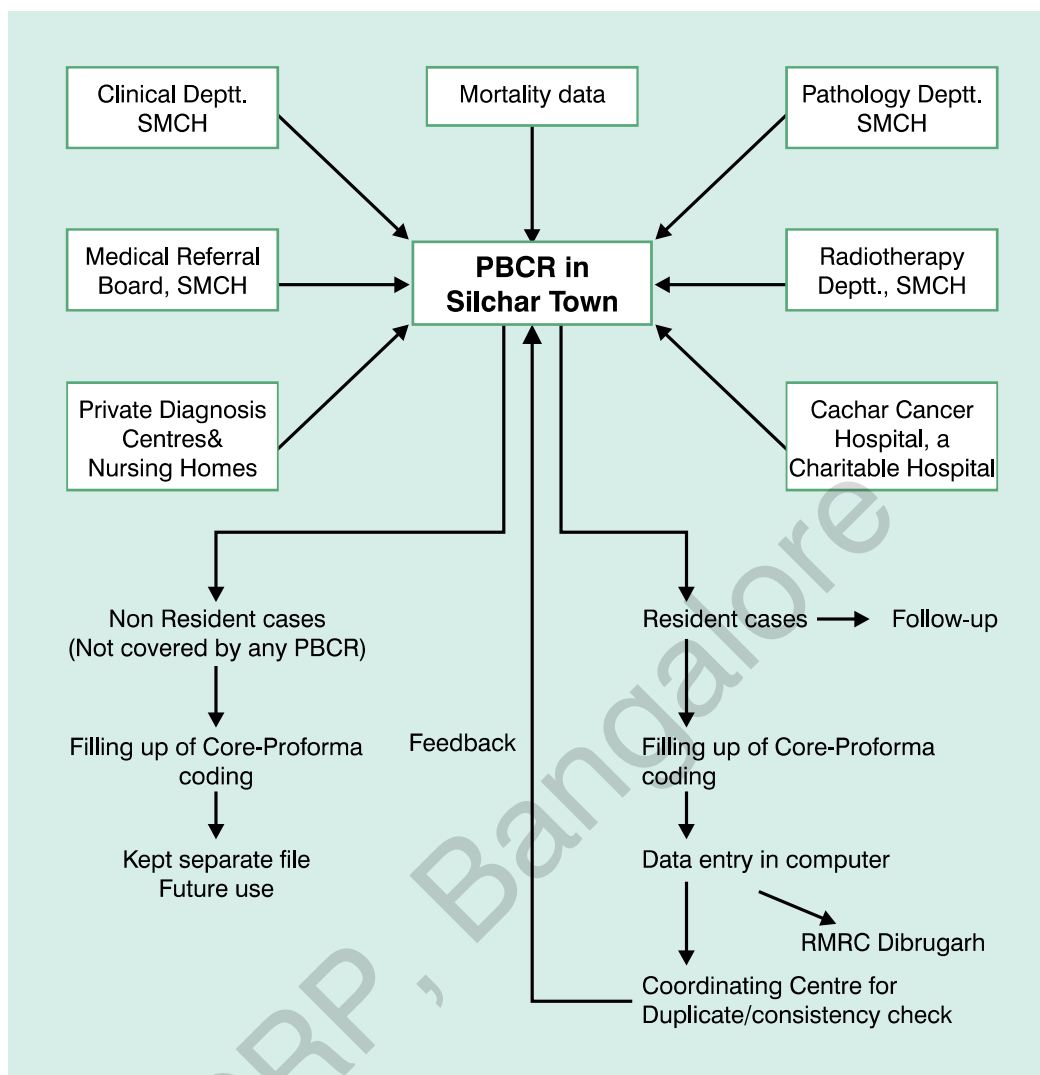 Clinical Deptt.
SMCH
Mortality data
Pathology Deptt.
SMCH
Medical Referral
Board, SMCH
PBCR in
Silchar Town
Radiotherapy
Deptt., SMCH
Private Diagnosis
Centres&
Nursing Homes
Cachar Cancer
Hospital, a
Charitable Hospital
Non Resident cases
(Not covered by any PBCR)
Resident cases
Follow-up
Filling up of Core-Proforma
coding
Feedback
Filling up of Core-Proforma
coding
Kept separate file
Future use
Data entry in computer
RMRC Dibrugarh
Coordinating Centre for
Duplicate/consistency check
RP, Bangalore